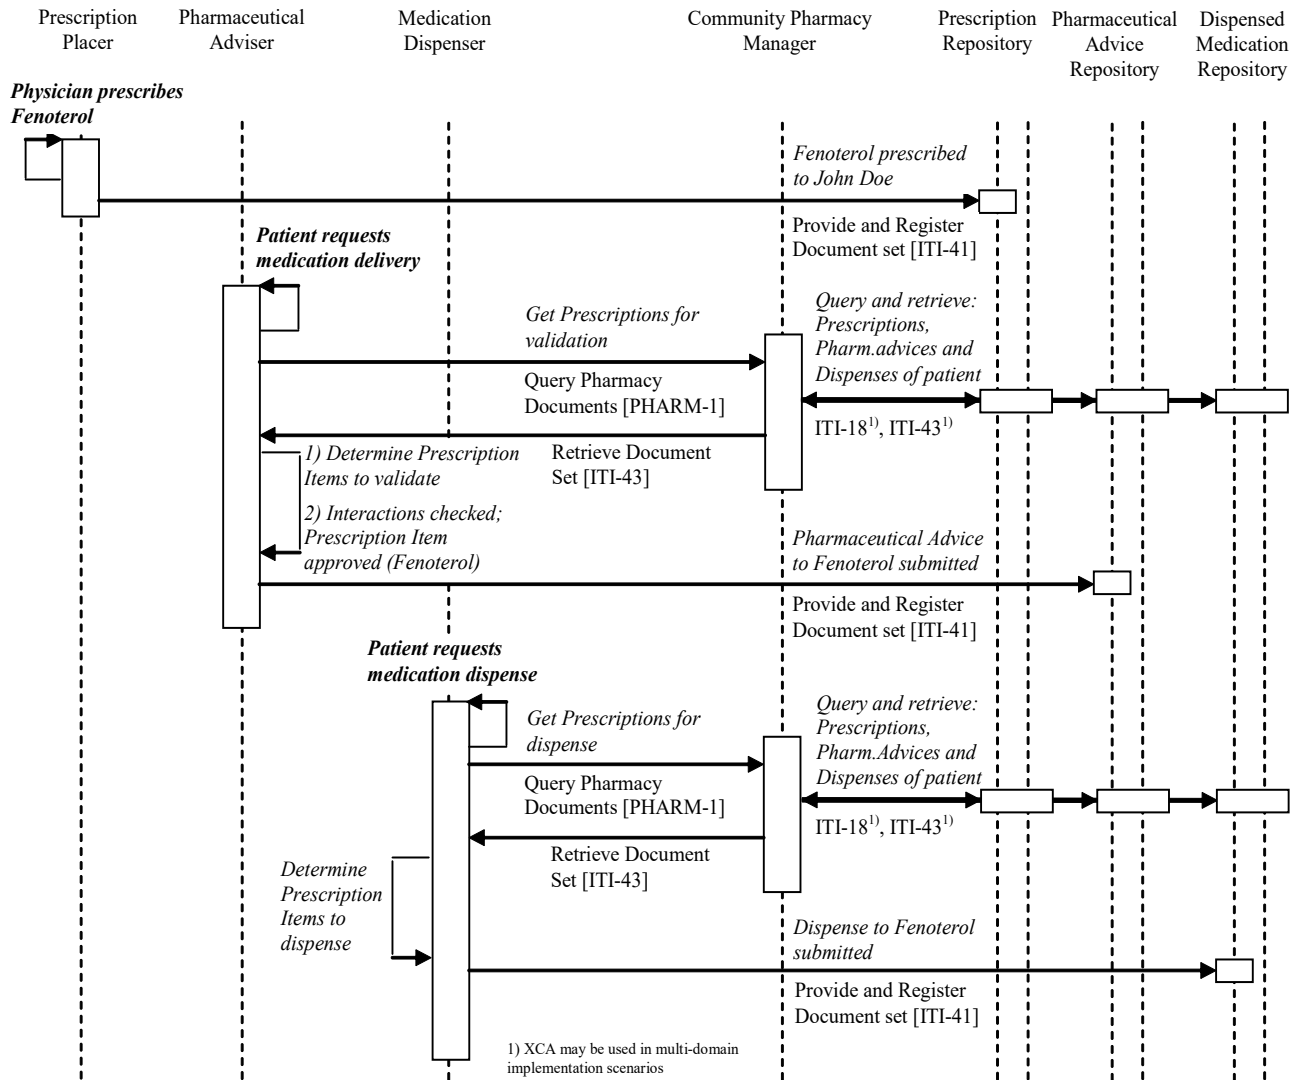 Prescription
Placer
Pharmaceutical
Adviser
Medication
Dispenser
Community Pharmacy
Manager
Prescription
Repository
Pharmaceutical
Advice
Repository
Dispensed
Medication
Repository
Physician prescribes
Fenoterol
Fenoterol prescribed
to John Doe
Provide and Register
Document set [ITI-41]
Patient requests
medication delivery
Get Prescriptions for
validation
Query Pharmacy
Documents [PHARM-1]
Query and retrieve:
Prescriptions,
Pharm.advices and
Dispenses of patient
ITI-18¹⁾, ITI-43¹⁾
Retrieve Document
Set [ITI-43]
1) Determine Prescription
Items to validate
2) Interactions checked;
Prescription Item
approved (Fenoterol)
Pharmaceutical Advice
to Fenoterol submitted
Provide and Register
Document set [ITI-41]
Patient requests
medication dispense
Get Prescriptions for
dispense
Query Pharmacy
Documents [PHARM-1]
Query and retrieve:
Prescriptions,
Pharm.Advices and
Dispenses of patient
ITI-18¹⁾, ITI-43¹⁾
Retrieve Document
Set [ITI-43]
Determine
Prescription
Items to
dispense
Dispense to Fenoterol
submitted
Provide and Register
Document set [ITI-41]
1) XCA may be used in multi-domain
implementation scenarios